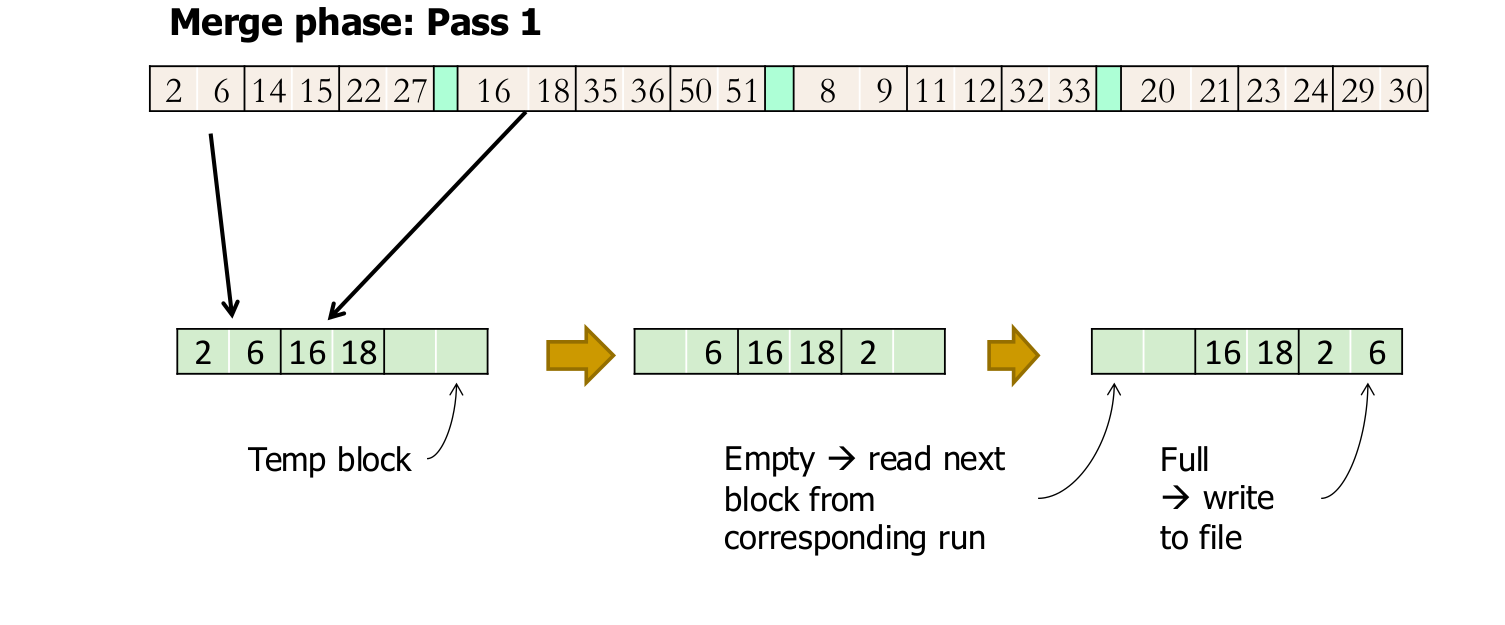 Merge phase: Pass 1
2 6 14 15 22 27 16 18 35 36 50 51 8 9 11 12 32 33 20 21 23 24 29 30
2 6 16 18
6 16 18 2
16 18 2 6
Temp block
Empty → read next
block from
corresponding run
Full
→ write
to file